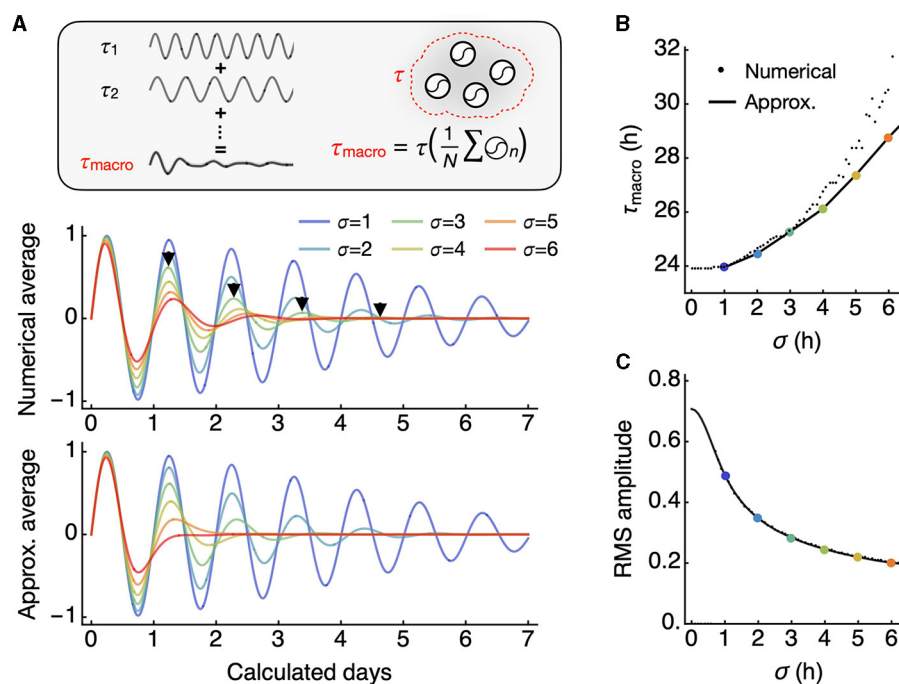 A
τ1
+
τ2
+
=
τmacro
τ
τmacro = τ(1/N ∑ n)
Numerical average
1
0
−1
σ=1
σ=3
σ=5
σ=2
σ=4
σ=6
0 1 2 3 4 5 6 7
Approx. average
1
0
−1
0 1 2 3 4 5 6 7
Calculated days
B
τmacro (h)
32
30
28
26
24
Numerical
Approx.
0 1 2 3 4 5 6
σ (h)
C
RMS amplitude
0.8
0.6
0.4
0.2
0.
0 1 2 3 4 5 6
σ (h)